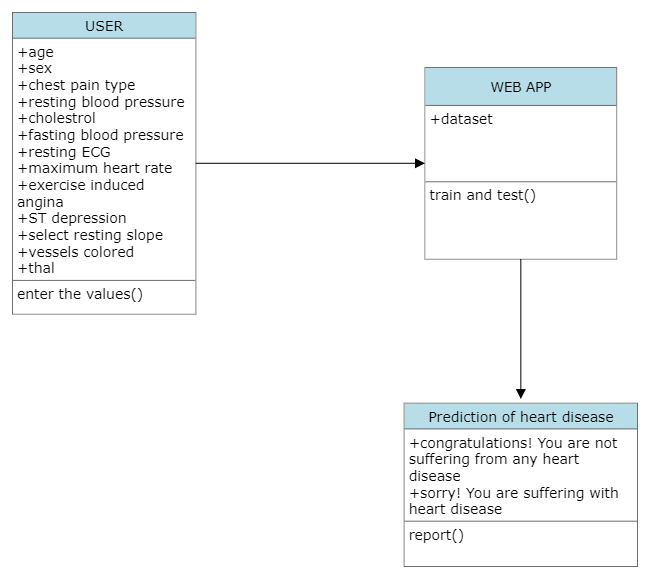 USER
+age
+sex
+chest pain type
+resting blood pressure
+cholestrol
+fasting blood pressure
+resting ECG
+maximum heart rate
+exercise induced
angina
+ST depression
+select resting slope
+vessels colored
+thal
enter the values()
WEB APP
+dataset
train and test()
Prediction of heart disease
+congratulations! You are not
suffering from any heart
disease
+sorry! You are suffering with
heart disease
report()